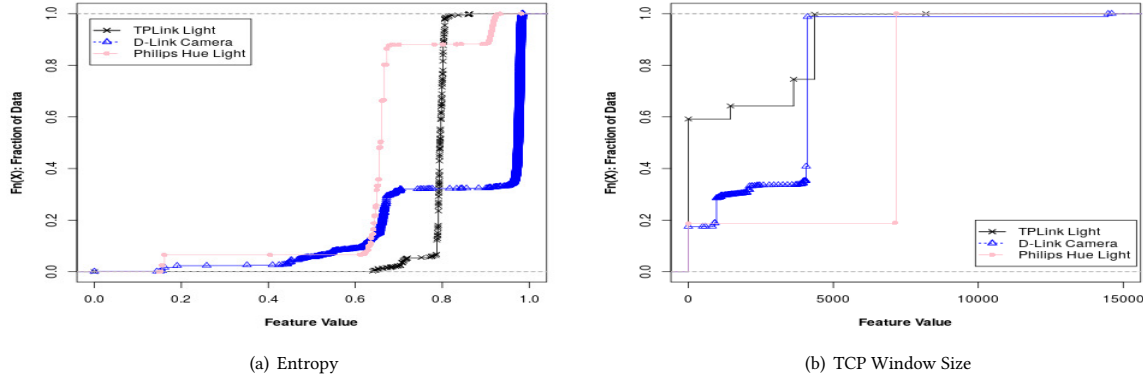 TPLink Light
D-Link Camera
Philips Hue Light
Fn(X): Fraction of Data
1.0
0.8
0.6
0.4
0.2
0.0
0.0 0.2 0.4 0.6 0.8 1.0
Feature Value
(a) Entropy
Fn(X): Fraction of Data
1.0
0.8
0.6
0.4
0.2
0.0
TPLink Light
D-Link Camera
Philips Hue Light
0 5000 10000 15000
Feature Value
(b) TCP Window Size